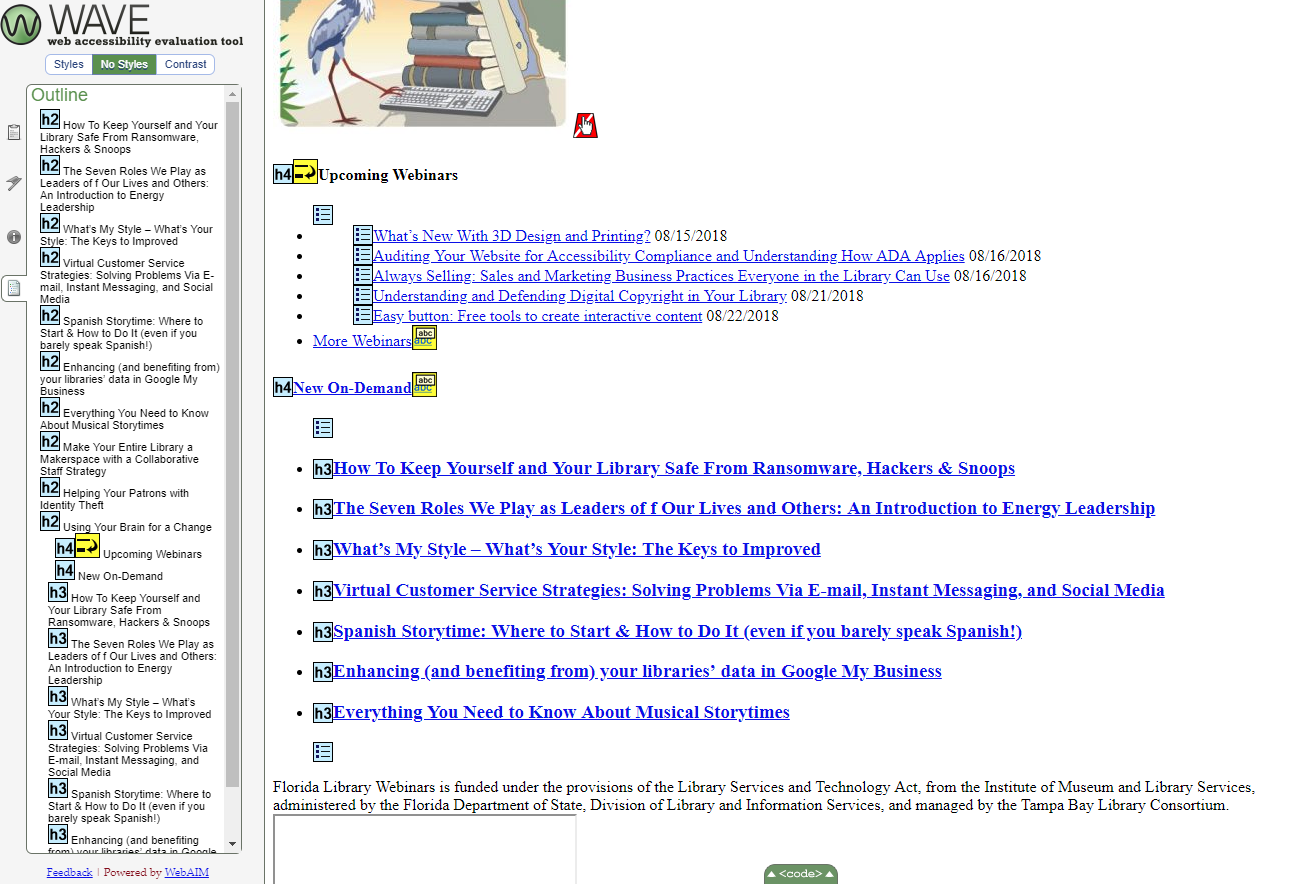 WAVE
web accessibility evaluation tool
Styles No Styles Contrast
Outline
h2 How To Keep Yourself and Your
Library Safe From Ransomware,
Hackers & Snoops
h2 The Seven Roles We Play as
Leaders of f Our Lives and Others:
An Introduction to Energy
Leadership
h2 What's My Style – What's Your
Style: The Keys to Improved
h2 Virtual Customer Service
Strategies: Solving Problems Via E-
mail, Instant Messaging, and Social
Media
h2 Spanish Storytime: Where to
Start & How to Do It (even if you
barely speak Spanish!)
h2 Enhancing (and benefiting from)
your libraries' data in Google My
Business
h2 Everything You Need to Know
About Musical Storytimes
h2 Make Your Entire Library a
Makerspace with a Collaborative
Staff Strategy
h2 Helping Your Patrons with
Identity Theft
h2 Using Your Brain for a Change
h4 Upcoming Webinars
h4 New On-Demand
h3 How To Keep Yourself and
Your Library Safe From
Ransomware, Hackers & Snoops
h3 The Seven Roles We Play as
Leaders of f Our Lives and Others:
An Introduction to Energy
Leadership
h3 What's My Style – What's
Your Style: The Keys to Improved
h3 Virtual Customer Service
Strategies: Solving Problems Via
E-mail, Instant Messaging, and
Social Media
h3 Spanish Storytime: Where to
Start & How to Do It (even if you
barely speak Spanish!)
h3 Enhancing (and benefiting
from) your libraries' data in Google
Feedback | Powered by WebAIM
h4 Upcoming Webinars
What's New With 3D Design and Printing? 08/15/2018
Auditing Your Website for Accessibility Compliance and Understanding How ADA Applies 08/16/2018
Always Selling: Sales and Marketing Business Practices Everyone in the Library Can Use 08/16/2018
Understanding and Defending Digital Copyright in Your Library 08/21/2018
Easy button: Free tools to create interactive content 08/22/2018
More Webinars abc abc
h4 New On-Demand abc abc
h3 How To Keep Yourself and Your Library Safe From Ransomware, Hackers & Snoops
h3 The Seven Roles We Play as Leaders of f Our Lives and Others: An Introduction to Energy Leadership
h3 What's My Style – What's Your Style: The Keys to Improved
h3 Virtual Customer Service Strategies: Solving Problems Via E-mail, Instant Messaging, and Social Media
h3 Spanish Storytime: Where to Start & How to Do It (even if you barely speak Spanish!)
h3 Enhancing (and benefiting from) your libraries' data in Google My Business
h3 Everything You Need to Know About Musical Storytimes
Florida Library Webinars is funded under the provisions of the Library Services and Technology Act, from the Institute of Museum and Library Services,
administered by the Florida Department of State, Division of Library and Information Services, and managed by the Tampa Bay Library Consortium.
<code>